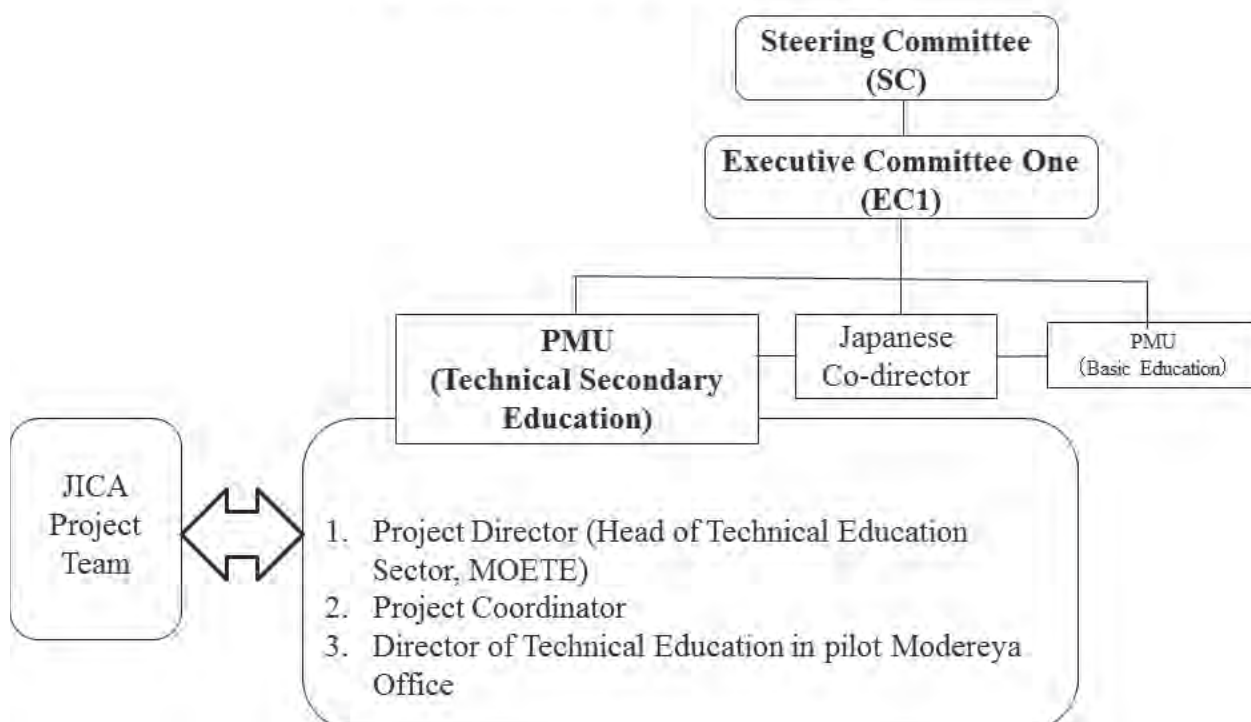 Steering Committee
(SC)
Executive Committee One
(EC1)
PMU
(Technical Secondary
Education)
Japanese
Co-director
PMU
(Basic Education)
JICA
Project
Team
1. Project Director (Head of Technical Education
Sector, MOETE)
2. Project Coordinator
3. Director of Technical Education in pilot Modereya
Office